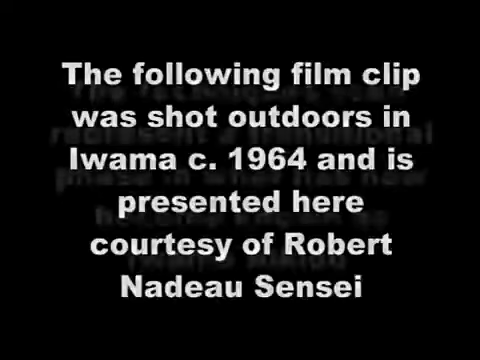 The following film clip
was shot outdoors in
Iwama c. 1964 and is
presented here
courtesy of Robert
Nadeau Sensei